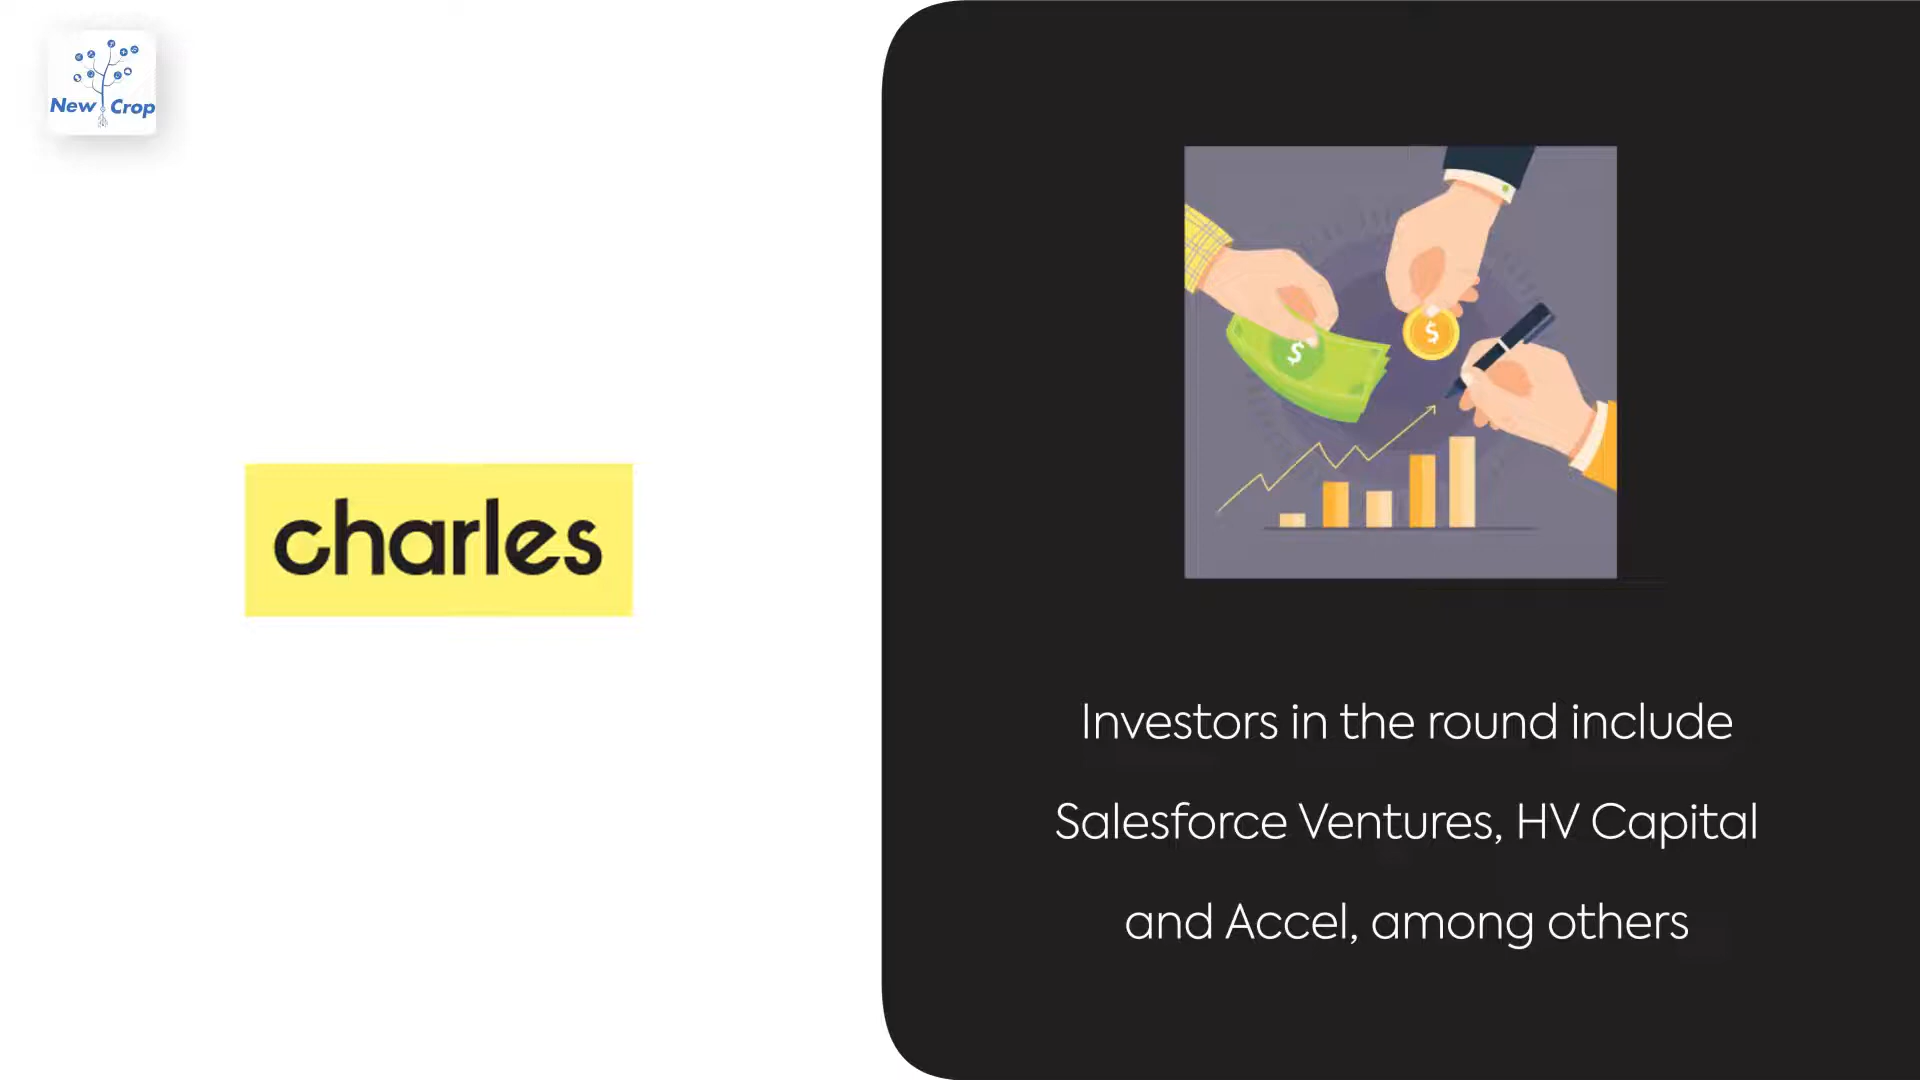 New Crop
charles
$
$
Investors in the round include
Salesforce Ventures, HV Capital
and Accel, among others